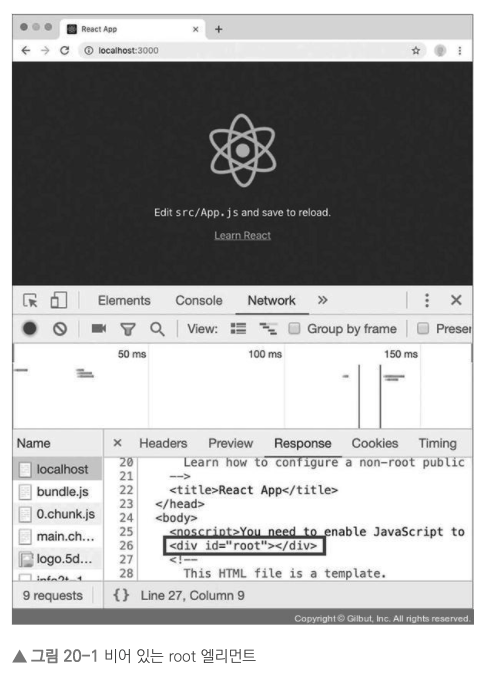 React App × +
localhost:3000
Edit src/App.js and save to reload.
Learn React
Elements Console Network » ⋮ ×
View: Group by frame Preser
50 ms 100 ms 150 ms
Name × Headers Preview Response Cookies Timing
localhost
bundle.js
0.chunk.js
main.ch...
logo.5d...
20 Learn how to configure a non-root public
21 -->
22 <title>React App</title>
23 </head>
24 <body>
25 <noscript>You need to enable JavaScript to
26 <div id="root"></div>
27 <!--
28 This HTML file is a template.
9 requests {} Line 27, Column 9
Copyright © Gilbut, Inc. All rights reserved.
▲ 그림 20-1 비어 있는 root 엘리먼트